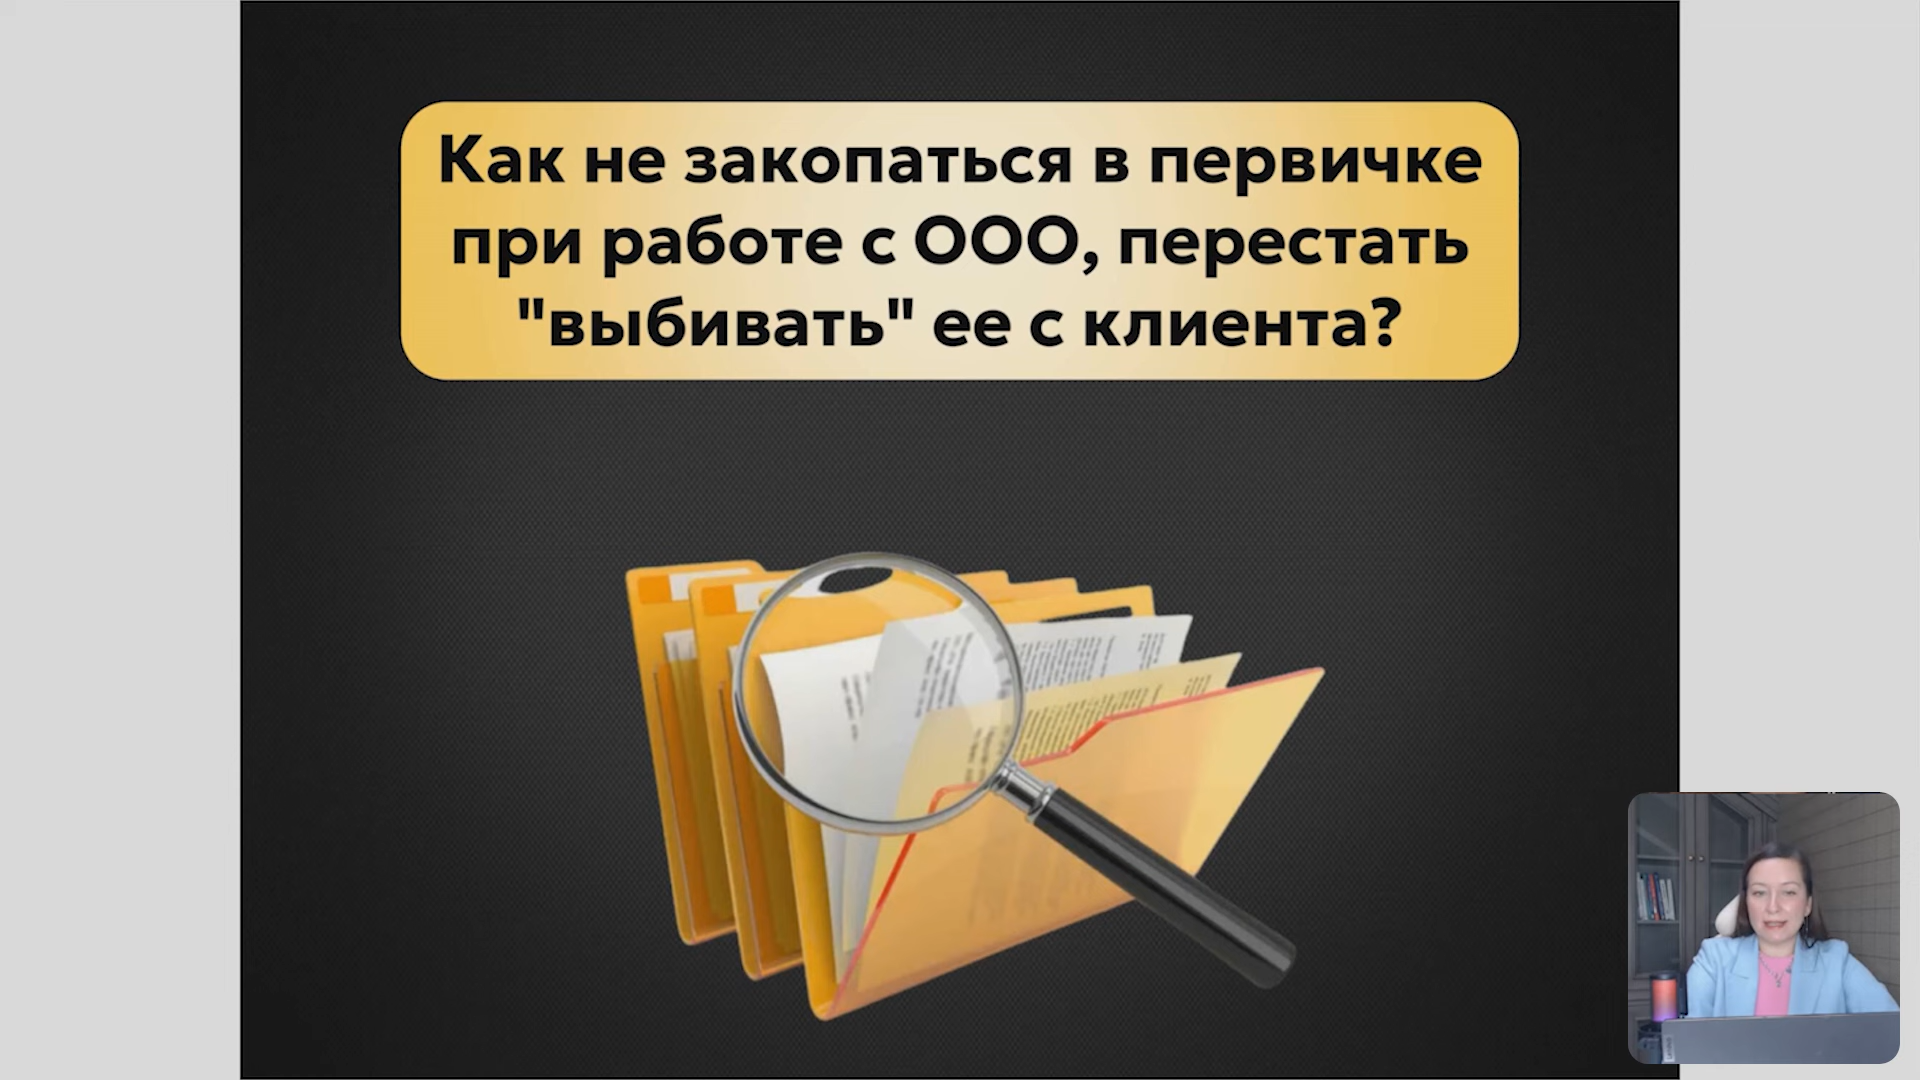 Как не закопаться в первичке
при работе с ООО, перестать
"выбивать" ее с клиента?